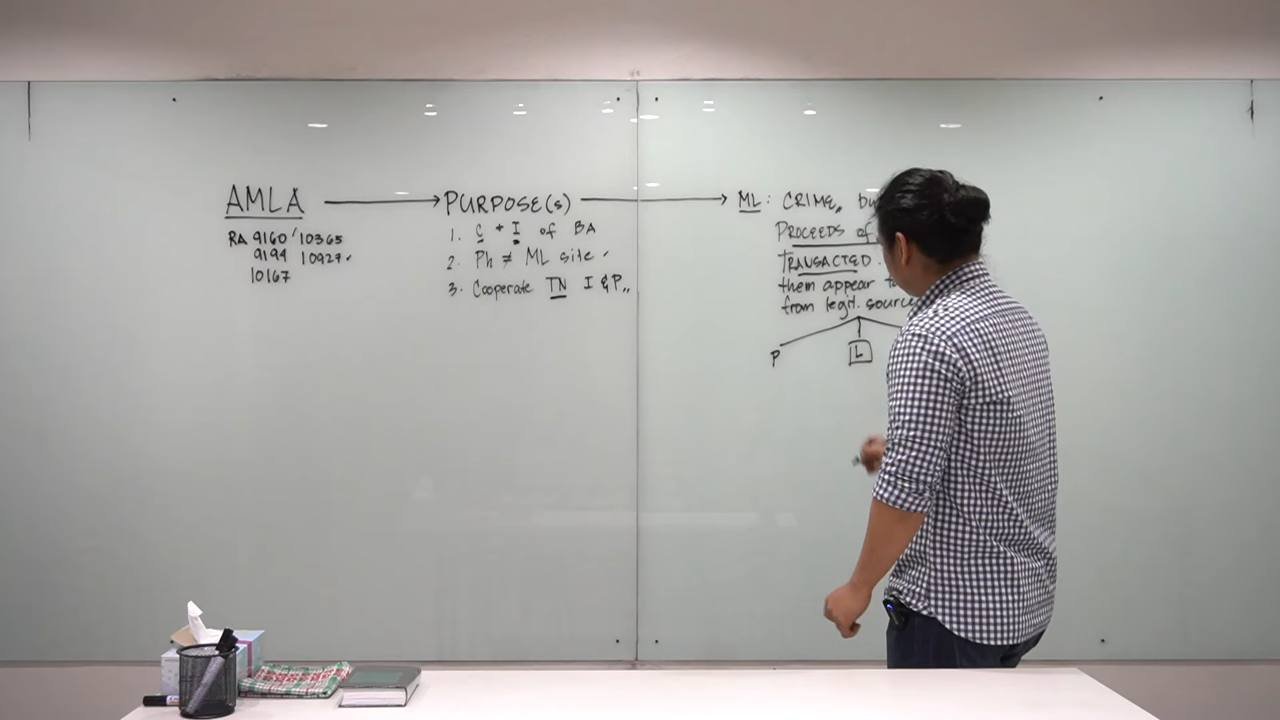 AMLA
RA 9160 / 10365
9194 10927
10167
PURPOSE(s)
1. C + I of BA
2. Ph ≠ ML site
3. Cooperate TN I & P
ML: CRIME,
PROCEEDS of
TRANSACTED
them appear
from legit. source
P
L